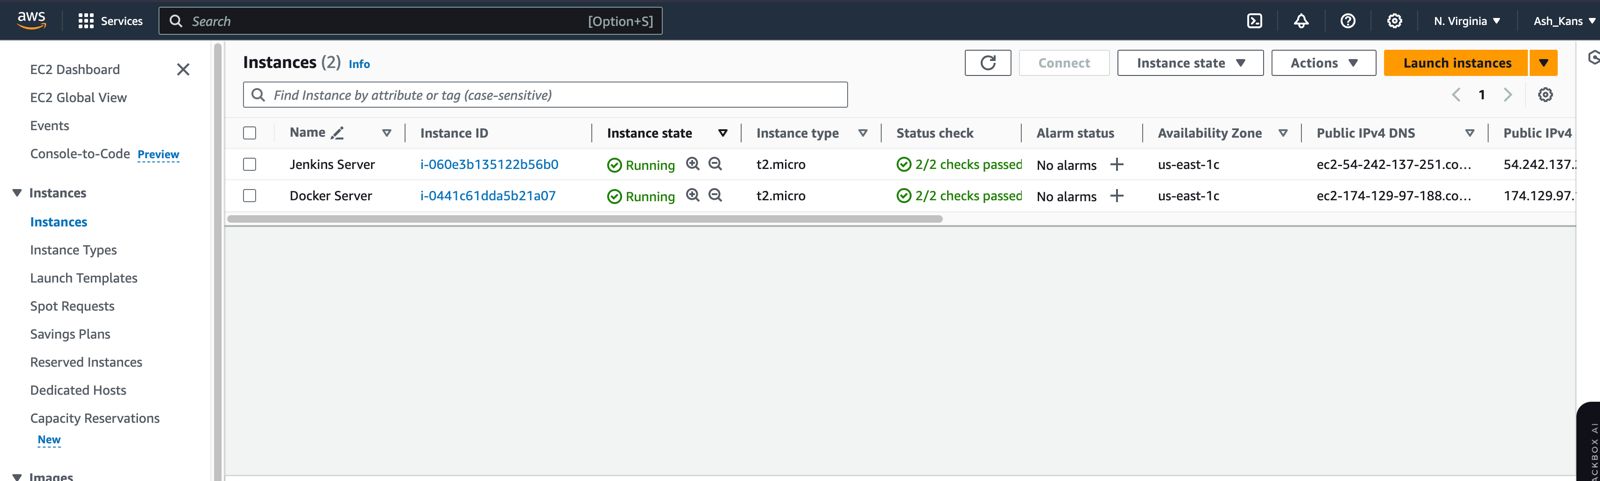 aws
Services
Search [Option+S]
N. Virginia
Ash_Kans
EC2 Dashboard
EC2 Global View
Events
Console-to-Code Preview
Instances
Instances
Instance Types
Launch Templates
Spot Requests
Savings Plans
Reserved Instances
Dedicated Hosts
Capacity Reservations
New
Images
Instances (2) Info
Connect
Instance state
Actions
Launch instances
Find Instance by attribute or tag (case-sensitive)
1
Name Instance ID Instance state Instance type Status check Alarm status Availability Zone Public IPv4 DNS Public IPv4
Jenkins Server i-060e3b135122b56b0 Running t2.micro 2/2 checks passed No alarms us-east-1c ec2-54-242-137-251.co... 54.242.137.
Docker Server i-0441c61dda5b21a07 Running t2.micro 2/2 checks passed No alarms us-east-1c ec2-174-129-97-188.co... 174.129.97.
ACKBOX AI